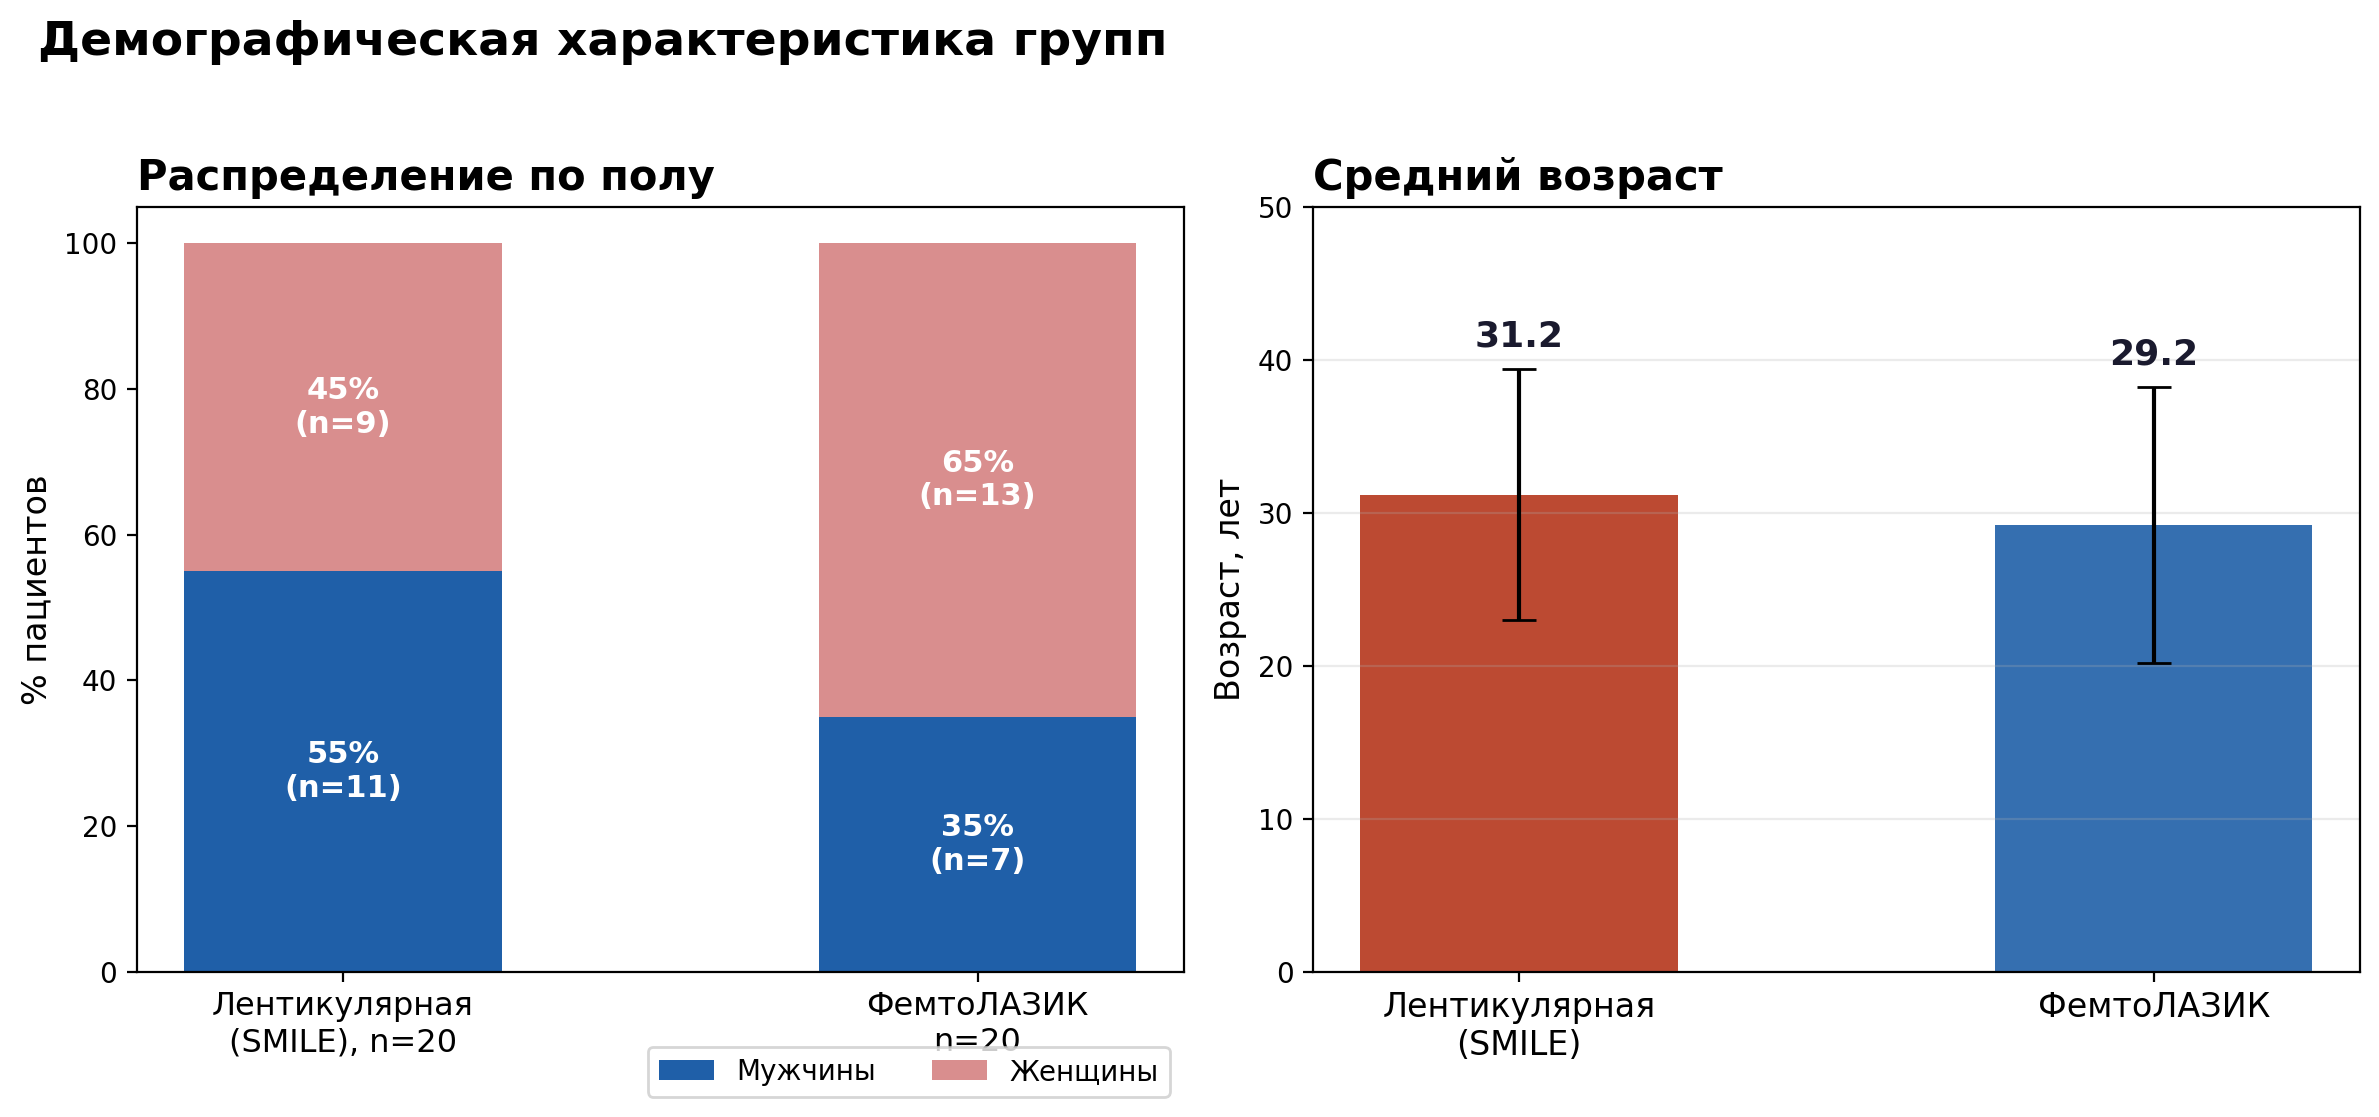 Демографическая характеристика групп
Распределение по полу
% пациентов
100
80
60
40
20
0
45%
(n=9)
55%
(n=11)
65%
(n=13)
35%
(n=7)
Лентикулярная
(SMILE), n=20
ФемтоЛАЗИК
n=20
Мужчины
Женщины
Средний возраст
Возраст, лет
50
40
30
20
10
0
31.2
29.2
Лентикулярная
(SMILE)
ФемтоЛАЗИК